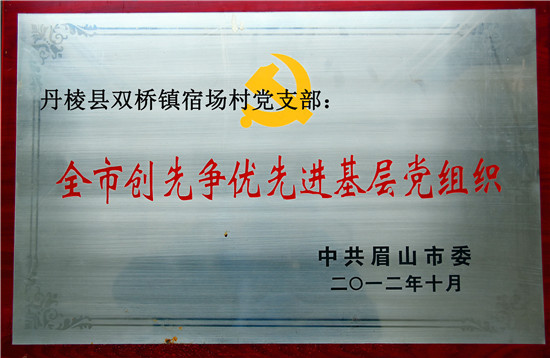 丹棱县双桥镇宿场村党支部：
全市创先争优先进基层党组织
中共眉山市委
二〇一二年十月